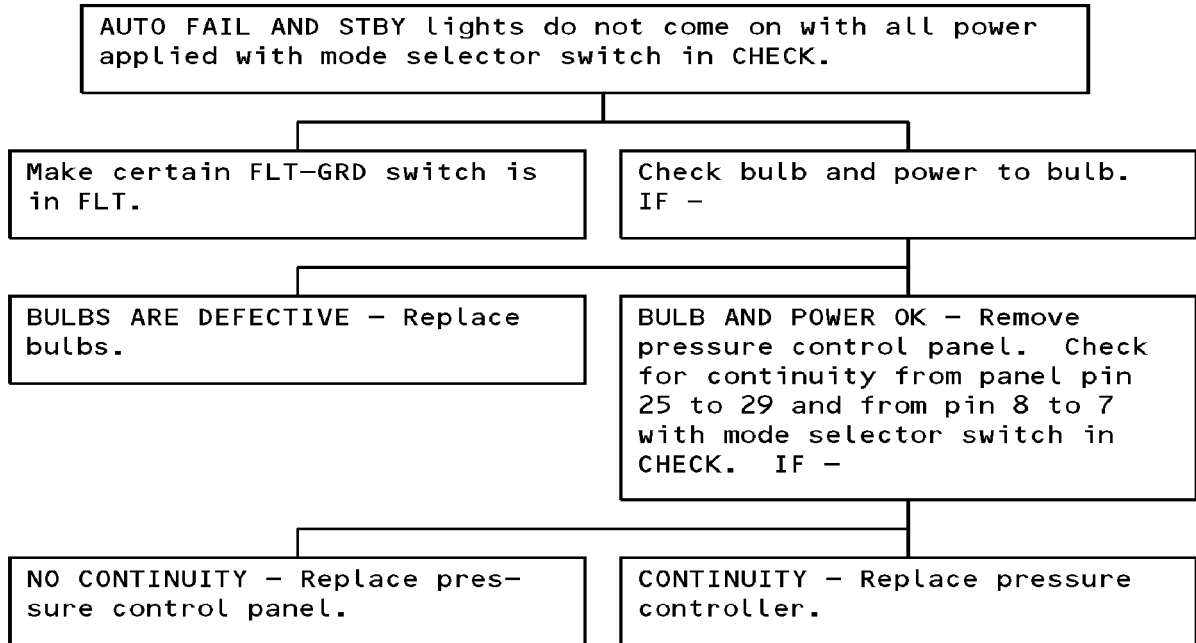 AUTO FAIL AND STBY lights do not come on with all power
applied with mode selector switch in CHECK.
Make certain FLT-GRD switch is
in FLT.
Check bulb and power to bulb.
IF -
BULBS ARE DEFECTIVE - Replace
bulbs.
BULB AND POWER OK - Remove
pressure control panel.  Check
for continuity from panel pin
25 to 29 and from pin 8 to 7
with mode selector switch in
CHECK.  IF -
NO CONTINUITY - Replace pres-
sure control panel.
CONTINUITY - Replace pressure
controller.